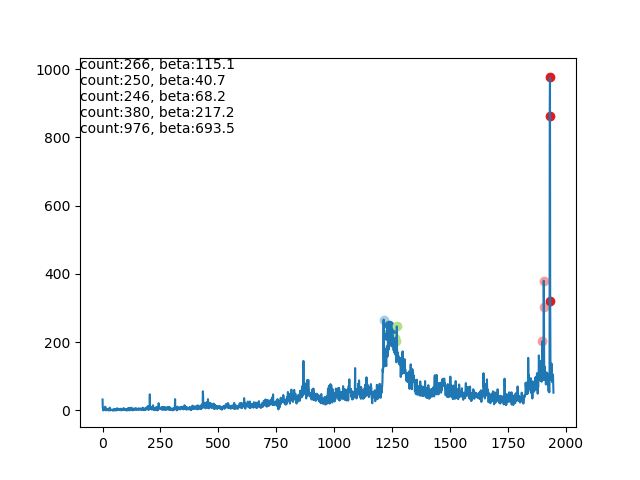 count:266, beta:115.1
count:250, beta:40.7
count:246, beta:68.2
count:380, beta:217.2
count:976, beta:693.5
1000
800
600
400
200
0
0 250 500 750 1000 1250 1500 1750 2000